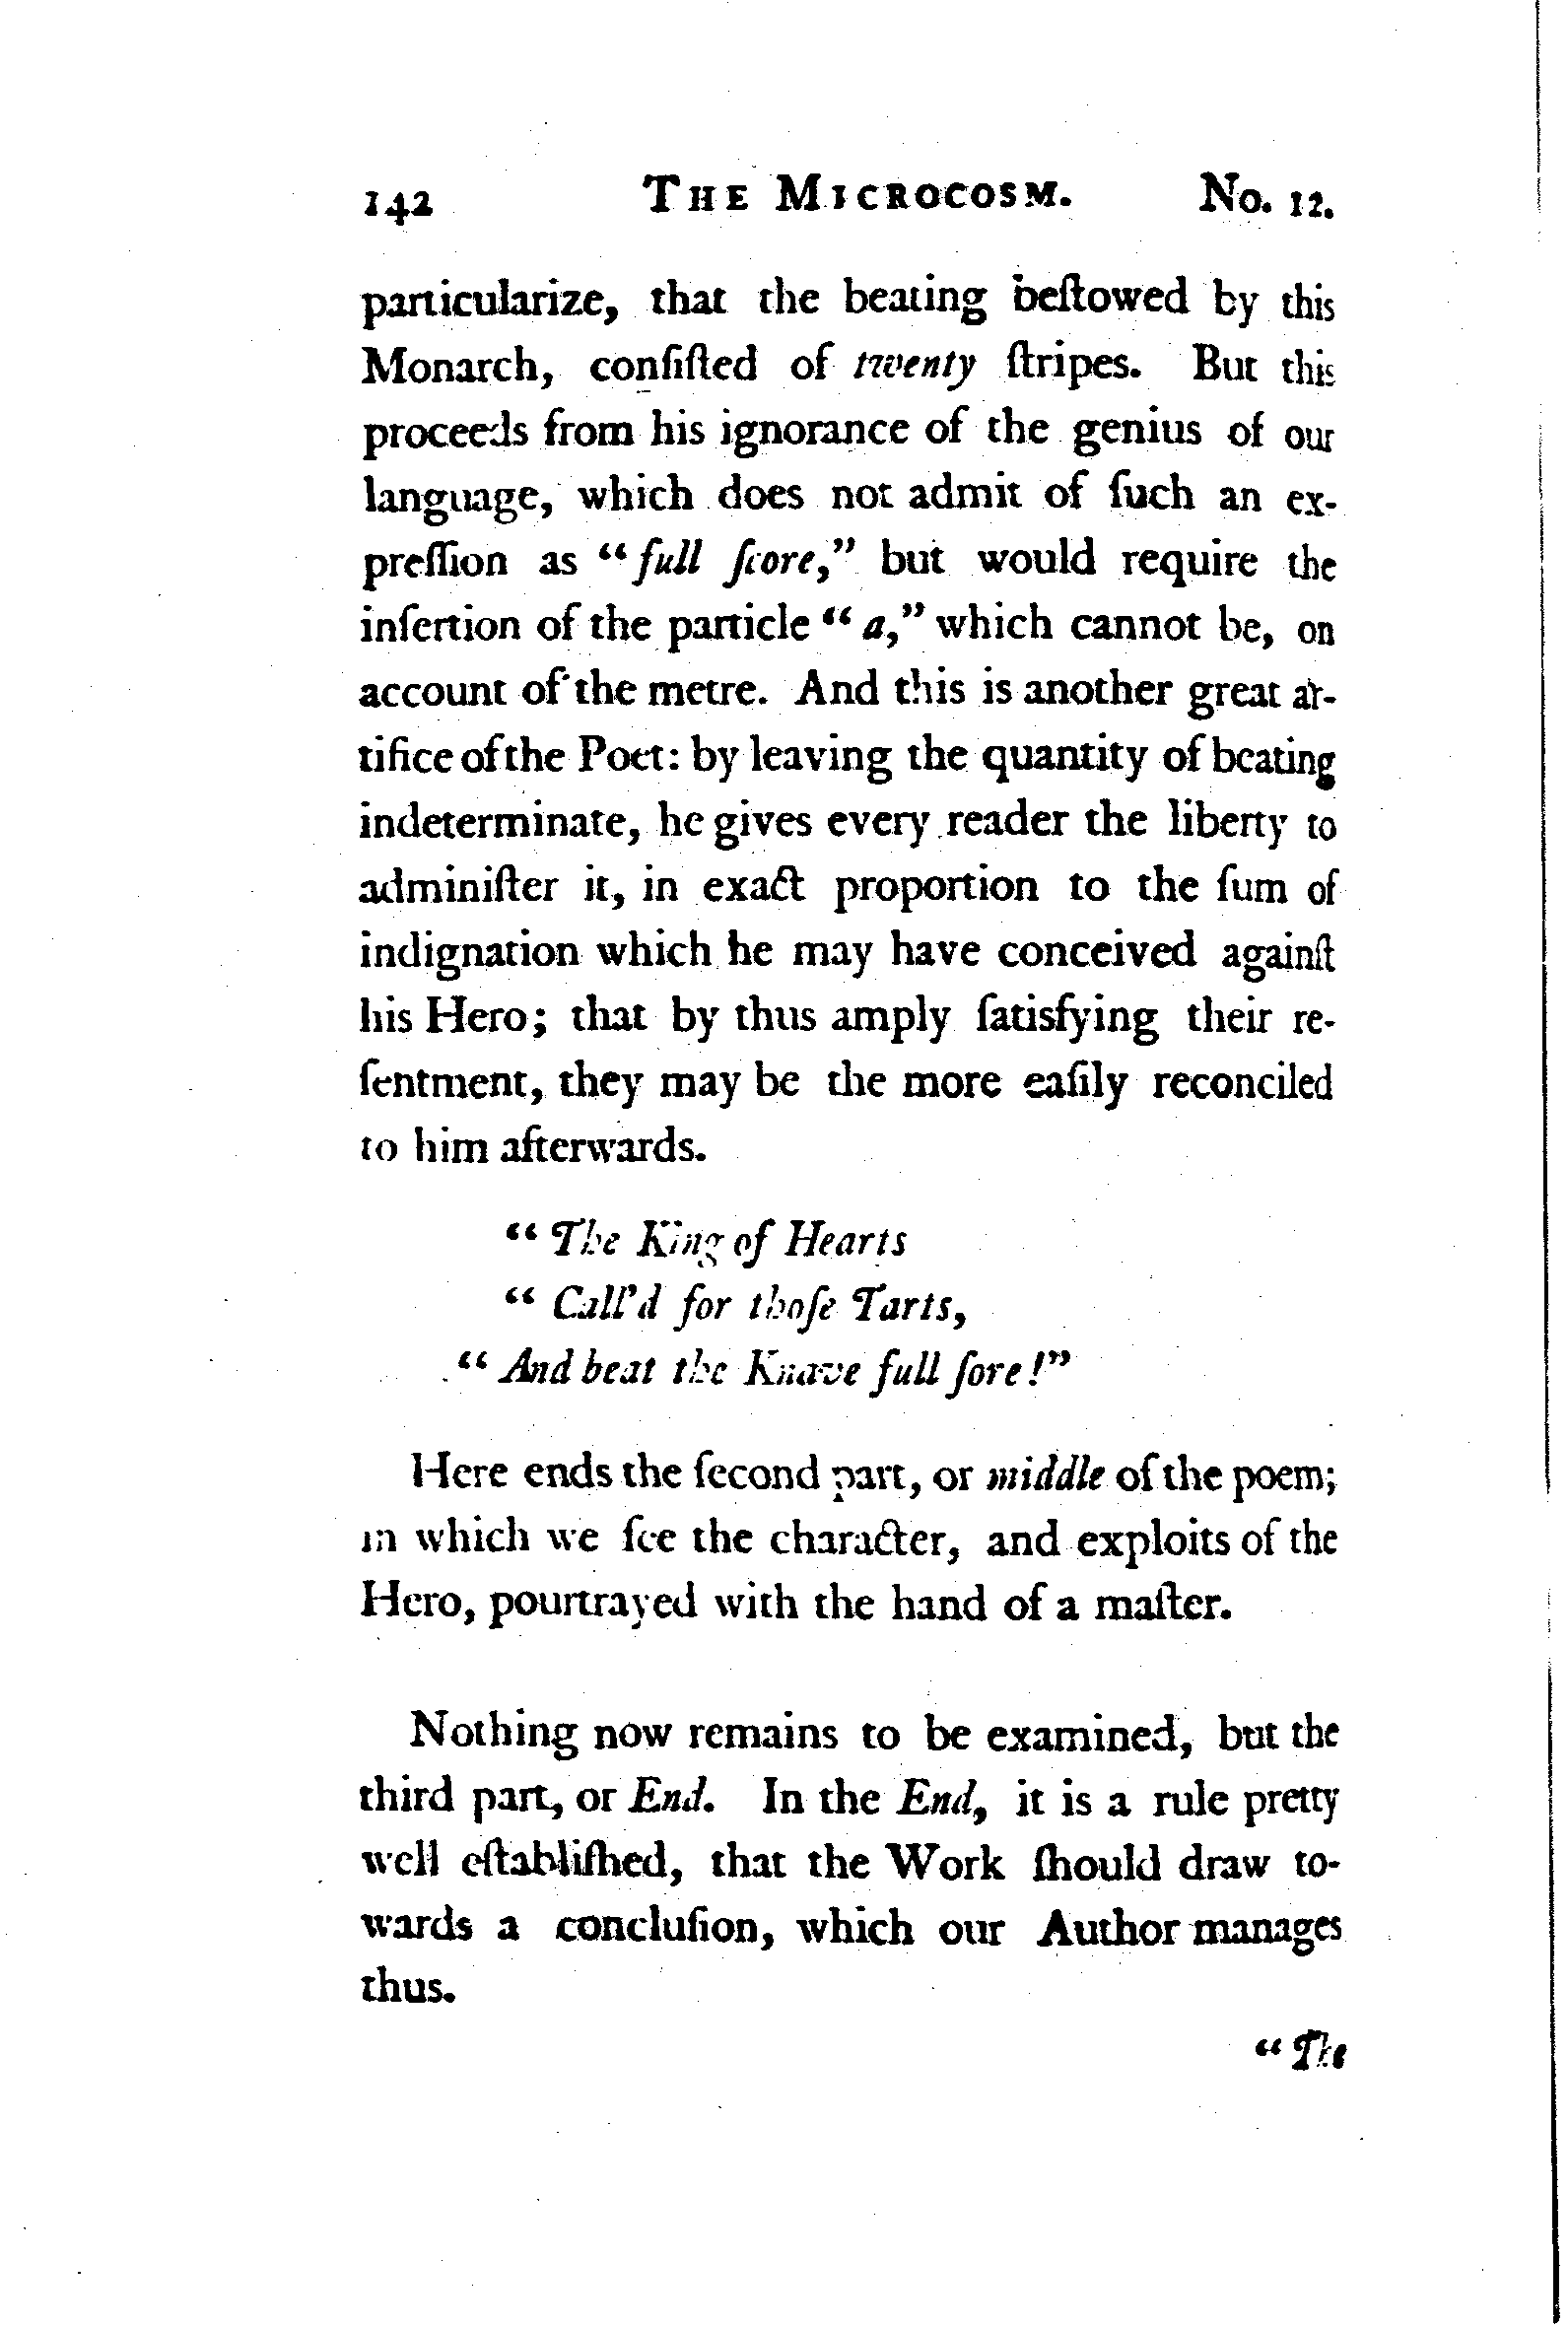 142 THE MICROCOSM. No. 12.
particularize, that the beating beſtowed by this
Monarch, conſiſted of twenty ſtripes. But this
proceeds from his ignorance of the genius of our
language, which does not admit of ſuch an ex-
preſſion as "full ſcore," but would require the
inſertion of the particle "a," which cannot be, on
account of the metre. And this is another great ar-
tifice of the Poet: by leaving the quantity of beating
indeterminate, he gives every reader the liberty to
adminiſter it, in exact proportion to the ſum of
indignation which he may have conceived againſt
his Hero; that by thus amply ſatisfying their re-
ſentment, they may be the more eaſily reconciled
to him afterwards.
"The King of Hearts
"Call'd for thoſe Tarts,
"And beat the Knave full ſore!"
Here ends the ſecond part, or middle of the poem;
in which we ſee the character, and exploits of the
Hero, pourtrayed with the hand of a maſter.
Nothing now remains to be examined, but the
third part, or End. In the End, it is a rule pretty
well eſtabliſhed, that the Work ſhould draw to-
wards a concluſion, which our Author manages
thus.
"The